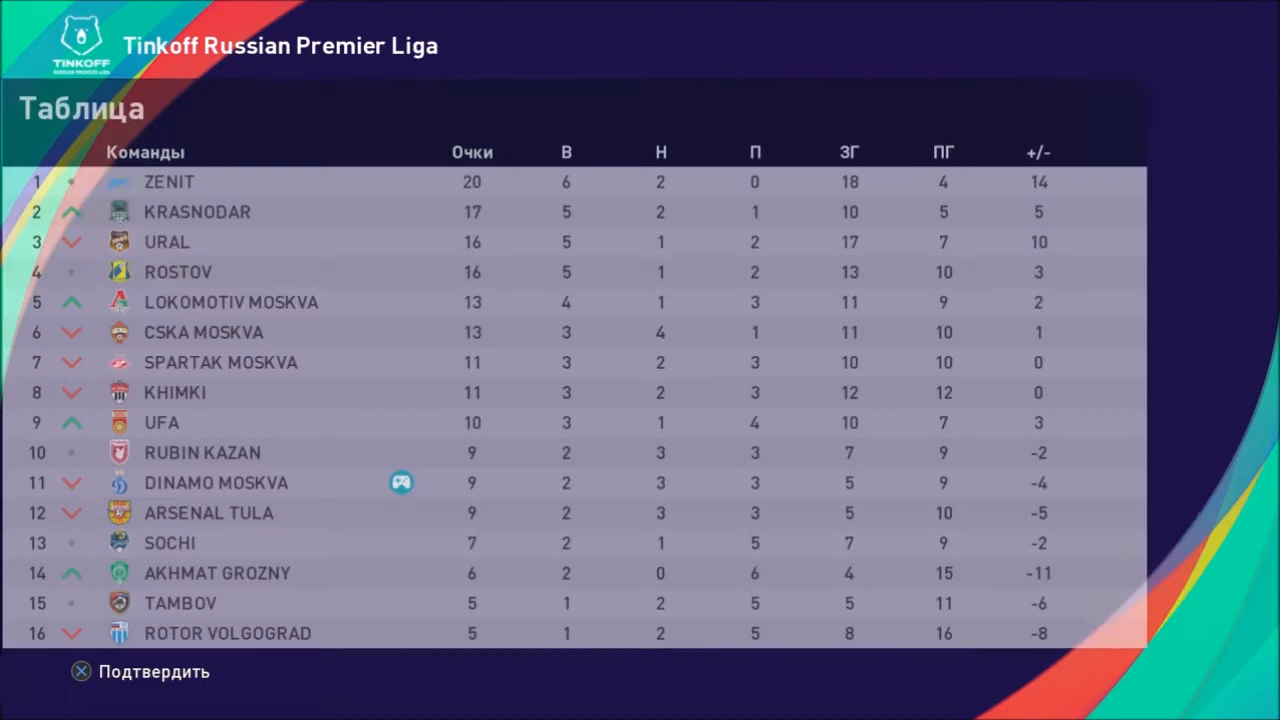 TINKOFF
RUSSIAN PREMIER LIGA
Tinkoff Russian Premier Liga
Таблица
Команды Очки В Н П ЗГ ПГ +/-
1 ZENIT 20 6 2 0 18 4 14
2 KRASNODAR 17 5 2 1 10 5 5
3 URAL 16 5 1 2 17 7 10
4 ROSTOV 16 5 1 2 13 10 3
5 LOKOMOTIV MOSKVA 13 4 1 3 11 9 2
6 CSKA MOSKVA 13 3 4 1 11 10 1
7 SPARTAK MOSKVA 11 3 2 3 10 10 0
8 KHIMKI 11 3 2 3 12 12 0
9 UFA 10 3 1 4 10 7 3
10 RUBIN KAZAN 9 2 3 3 7 9 -2
11 DINAMO MOSKVA 9 2 3 3 5 9 -4
12 ARSENAL TULA 9 2 3 3 5 10 -5
13 SOCHI 7 2 1 5 7 9 -2
14 AKHMAT GROZNY 6 2 0 6 4 15 -11
15 TAMBOV 5 1 2 5 5 11 -6
16 ROTOR VOLGOGRAD 5 1 2 5 8 16 -8
Подтвердить